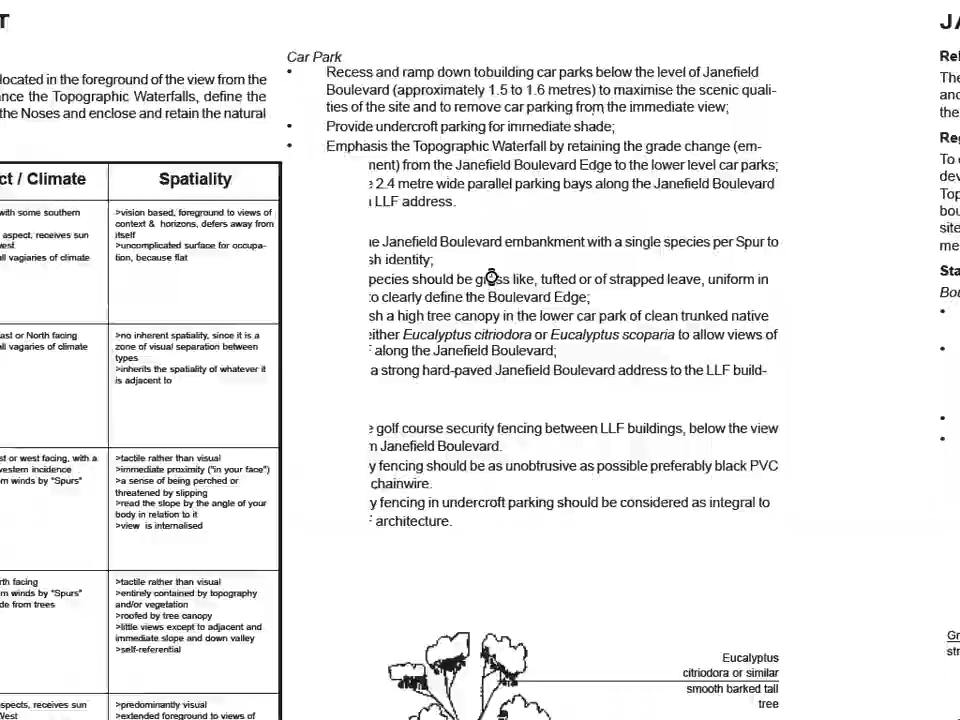 T
located in the foreground of the view from the
ance the Topographic Waterfalls, define the
the Noses and enclose and retain the natural
ct / Climate
Spatiality
with some southern
aspect, receives sun
west
all vagiaries of climate
>vision based, foreground to views of
context & horizons, defers away from
itself
>uncomplicated surface for occupa-
tion, because flat
ast or North facing
all vagaries of climate
>no inherent spatiality, since it is a
zone of visual separation between
types
>inherits the spatiality of whatever it
is adjacent to
st or west facing, with a
western incidence
om winds by "Spurs"
>tactile rather than visual
>immediate proximity ("in your face")
>a sense of being perched or
threatened by slipping
>read the slope by the angle of your
body in relation to it
>view is internalised
rth facing
om winds by "Spurs"
de from trees
>tactile rather than visual
>entirely contained by topography
and/or vegetation
>roofed by tree canopy
>little views except to adjacent and
immediate slope and down valley
>self-referential
spects, receives sun
West
>predominantly visual
>extended foreground to views of
Car Park
• Recess and ramp down tobuilding car parks below the level of Janefield
Boulevard (approximately 1.5 to 1.6 metres) to maximise the scenic quali-
ties of the site and to remove car parking from the immediate view;
• Provide undercroft parking for immediate shade;
• Emphasis the Topographic Waterfall by retaining the grade change (em-
ment) from the Janefield Boulevard Edge to the lower level car parks;
2.4 metre wide parallel parking bays along the Janefield Boulevard
LLF address.
he Janefield Boulevard embankment with a single species per Spur to
sh identity;
pecies should be grass like, tufted or of strapped leave, uniform in
to clearly define the Boulevard Edge;
sh a high tree canopy in the lower car park of clean trunked native
either Eucalyptus citriodora or Eucalyptus scoparia to allow views of
along the Janefield Boulevard;
a strong hard-paved Janefield Boulevard address to the LLF build-
e golf course security fencing between LLF buildings, below the view
m Janefield Boulevard.
y fencing should be as unobtrusive as possible preferably black PVC
chainwire.
y fencing in undercroft parking should be considered as integral to
architecture.
Eucalyptus
citriodora or similar
smooth barked tall
tree
JA
Rel
The
and
the
Reg
To
dev
Top
bou
site
me
Sta
Bou
•
•
•
•
Gr
str